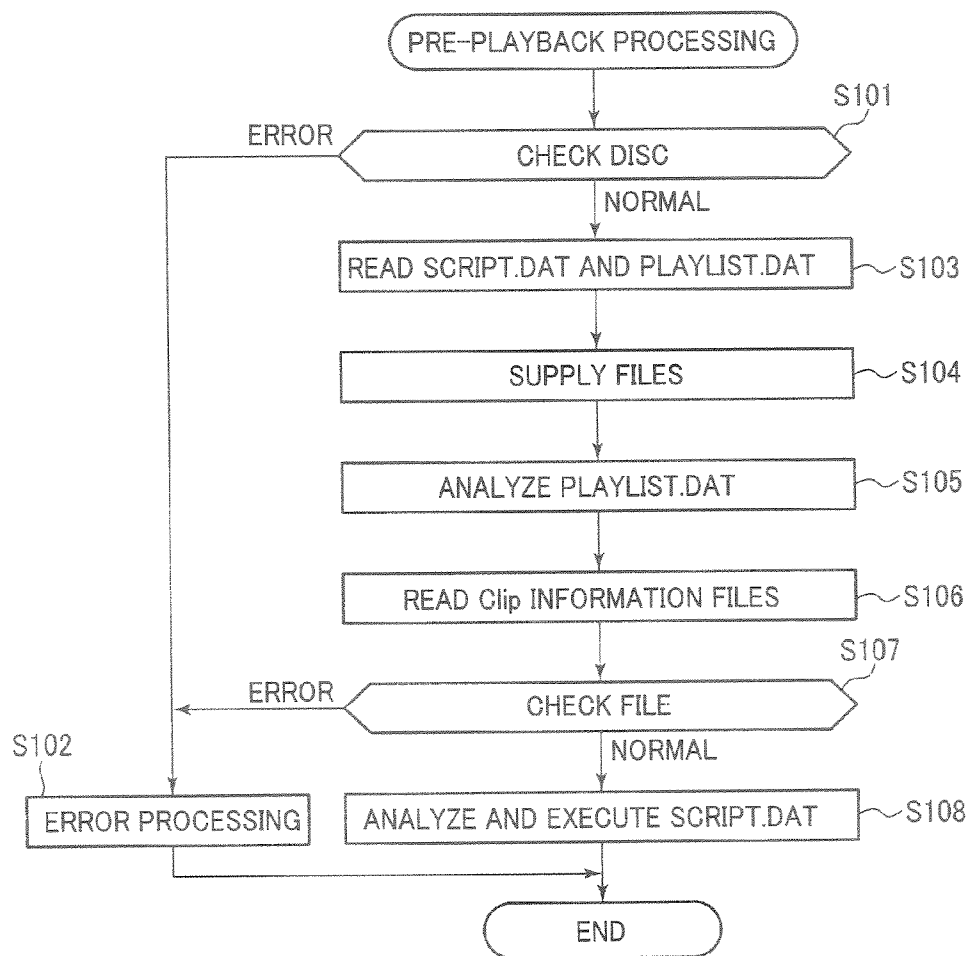 PRE-PLAYBACK PROCESSING
S101
ERROR
CHECK DISC
NORMAL
READ SCRIPT.DAT AND PLAYLIST.DAT
S103
SUPPLY FILES
S104
ANALYZE PLAYLIST.DAT
S105
READ Clip INFORMATION FILES
S106
S107
ERROR
CHECK FILE
S102
NORMAL
ERROR PROCESSING
ANALYZE AND EXECUTE SCRIPT.DAT
S108
END